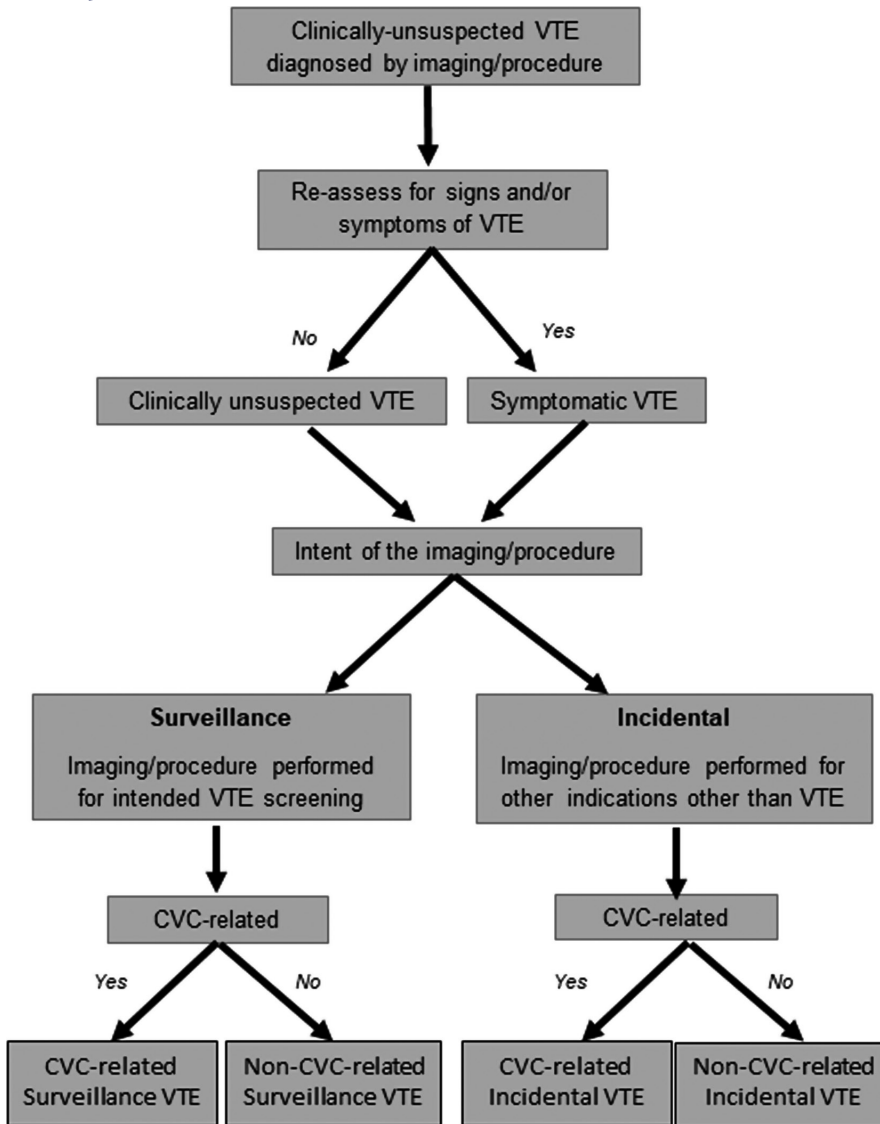 Clinically-unsuspected VTE
diagnosed by imaging/procedure
Re-assess for signs and/or
symptoms of VTE
No
Yes
Clinically unsuspected VTE
Symptomatic VTE
Intent of the imaging/procedure
Surveillance
Imaging/procedure performed
for intended VTE screening
Incidental
Imaging/procedure performed for
other indications other than VTE
CVC-related
CVC-related
Yes
No
Yes
No
CVC-related
Surveillance VTE
Non-CVC-related
Surveillance VTE
CVC-related
Incidental VTE
Non-CVC-related
Incidental VTE